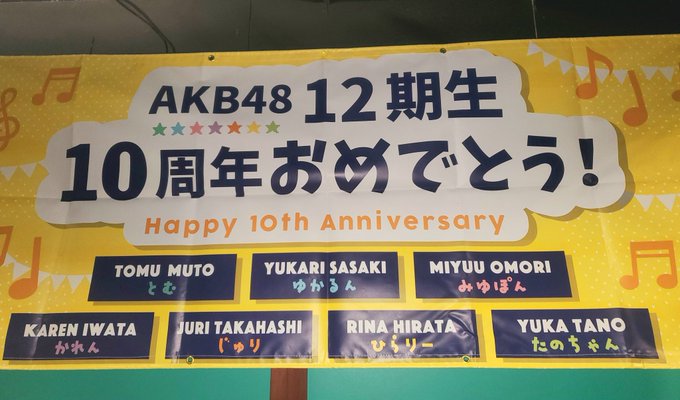 AKB48 12期生
10周年おめでとう!
Happy 10th Anniversary
TOMU MUTO
とむ
YUKARI SASAKI
ゆかるん
MIYUU OMORI
みゆぽん
KAREN IWATA
かれん
JURI TAKAHASHI
じゅり
RINA HIRATA
ひらりー
YUKA TANO
たのちゃん